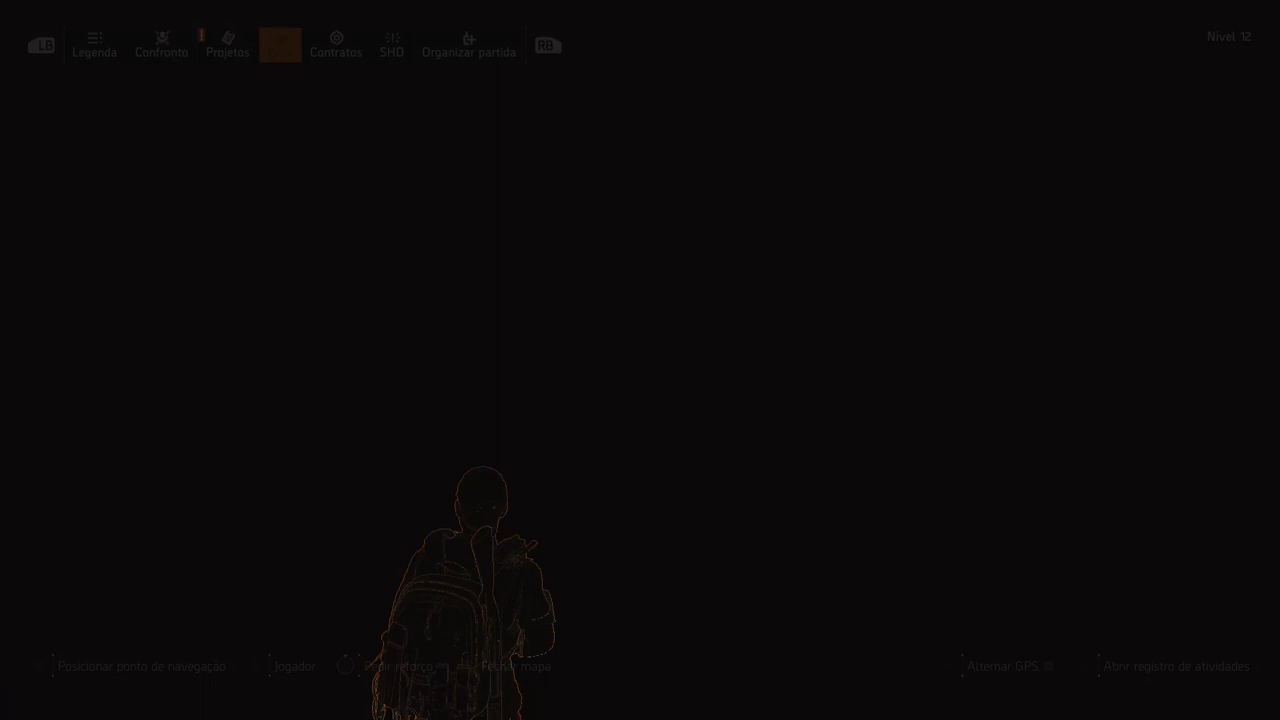 LB
Legenda
Confronto
Projetos
Contratos
SHD
Organizar partida
RB
Nível 12
Posicionar ponto de navegação
Jogador
Pedir reforço
Fechar mapa
Alternar GPS
Abrir registro de atividades